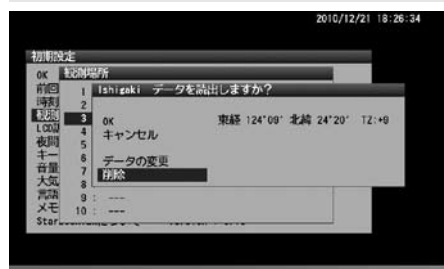 2010/12/21 18:26:34
初期設定
OK 観測場所
前回 1 Ishigaki データを読出しますか?
時刻 2
観測 3 OK 東経 124°09' 北緯 24°20' TZ:+9
LCD 4 キャンセル
夜間 5
キー 6 データの変更
音量 7 削除
大気 8
言語 9 : ---
メモ 10 : ---